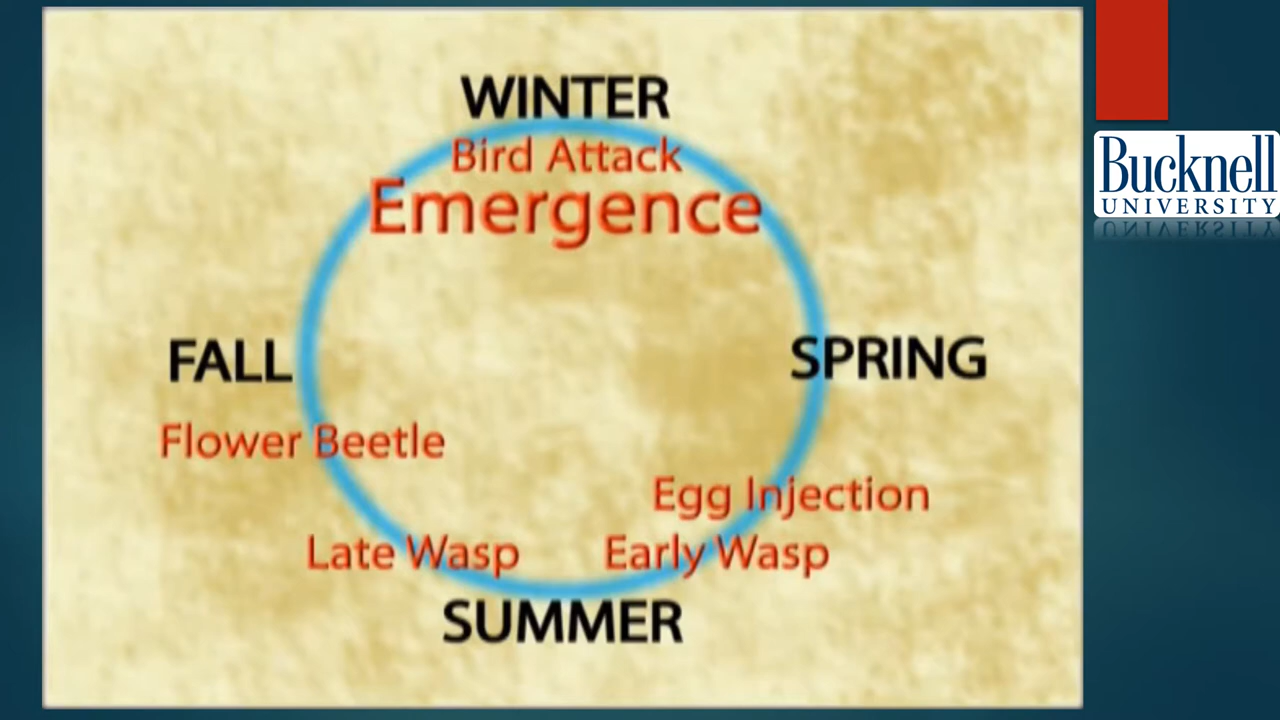 WINTER
Bird Attack
Emergence
FALL
SPRING
Flower Beetle
Egg Injection
Late Wasp
Early Wasp
SUMMER
Bucknell
UNIVERSITY